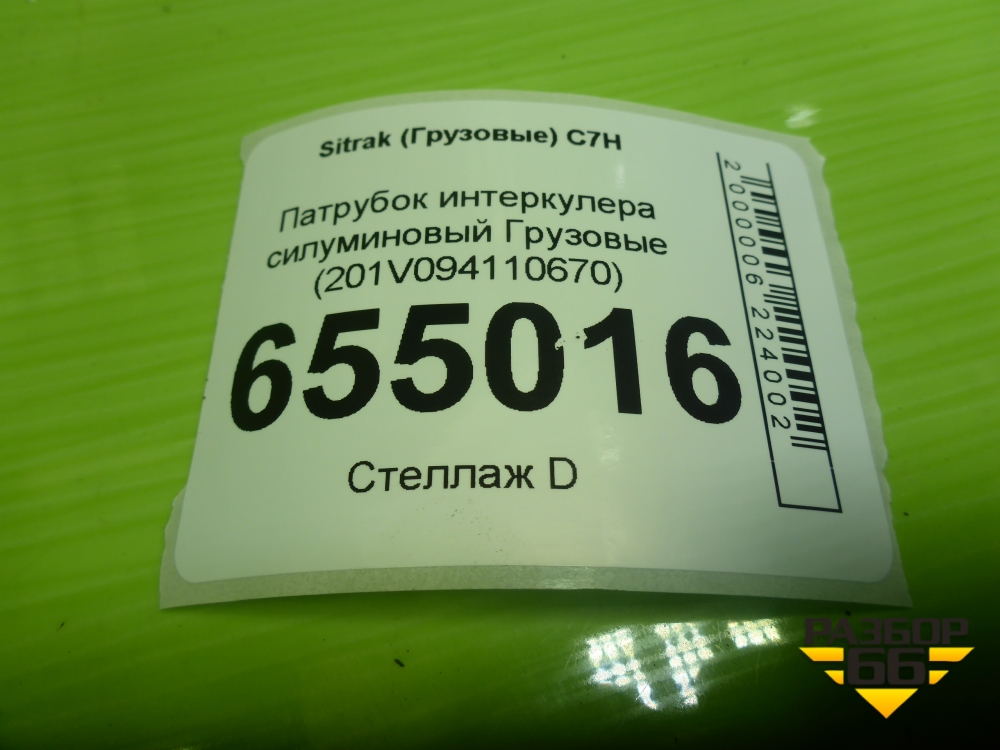 Sitrak (Грузовые) C7H
Патрубок интеркулера
силуминовый Грузовые
(201V094110670)
655016
Стеллаж D
2000006224002
РАЗБОР
66